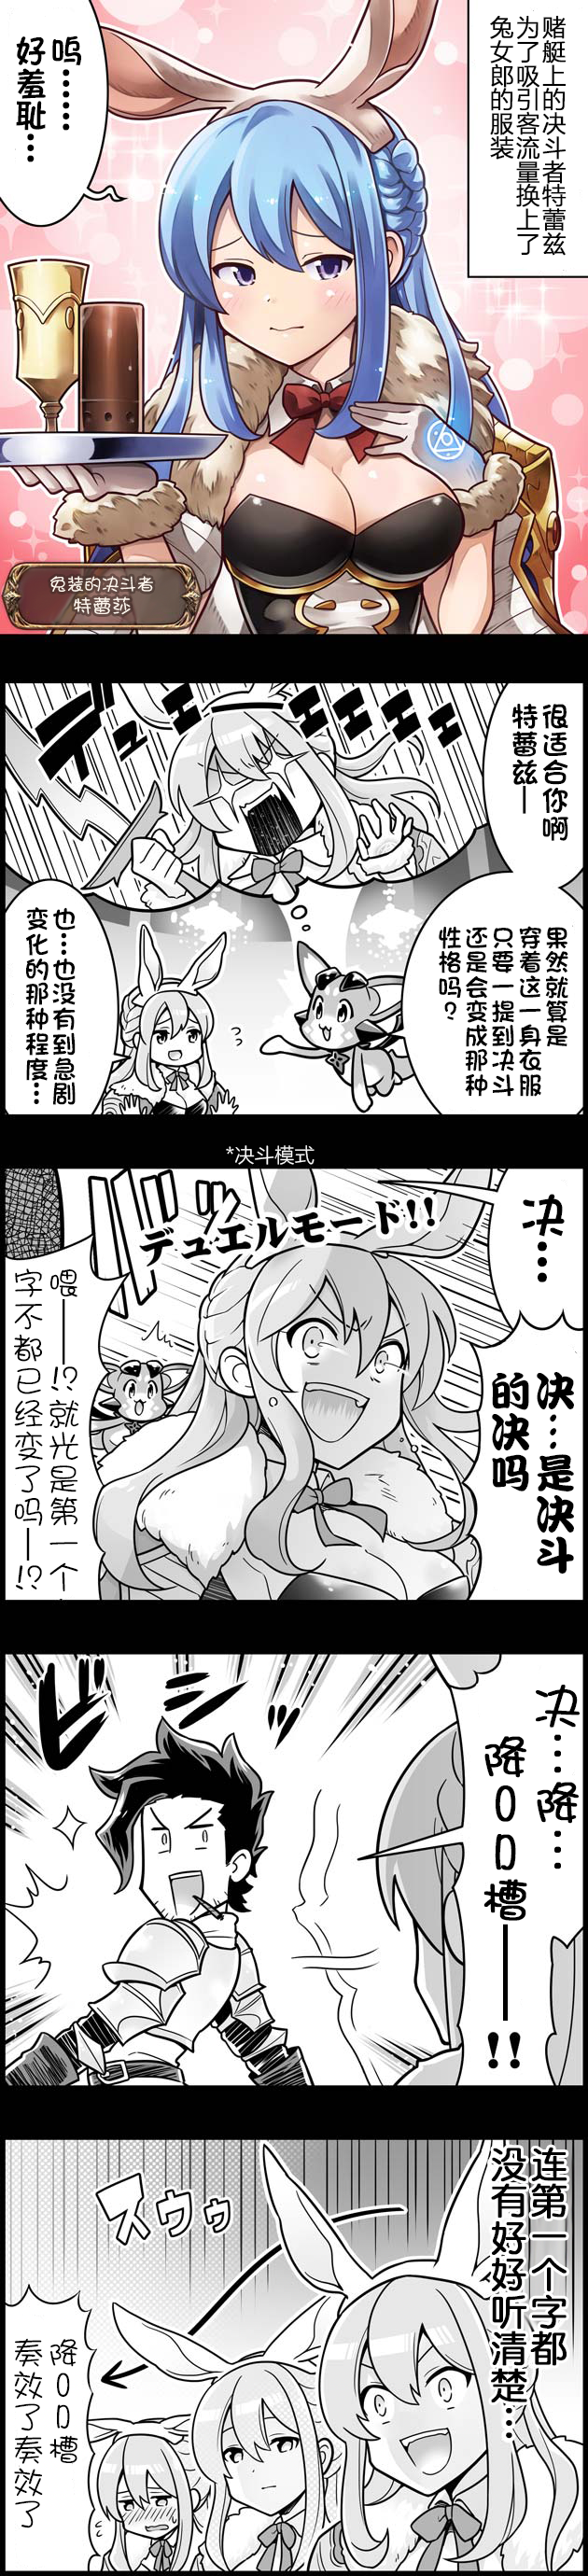 赌艇上的决斗者特蕾兹
为了吸引客流量换上了
兔女郎的服装
呜……
好羞耻…
兔装的决斗者
特蕾莎
很适合你啊
特蕾兹—
デュエエエエル
果然就算是
穿着这一身衣服
只要一提到决斗
还是会变成那种
性格吗?
也…也没有到急剧
变化的那种程度…
*决斗模式
决…
デュエルモード!!
决…是决斗
的决吗
喂——!?就光是第一个
字不都已经变了吗—!?
决…降…
降OD槽——!!
ビシッ
连第一个字都
没有好好听清楚…
スウゥ
降OD槽
奏效了奏效了